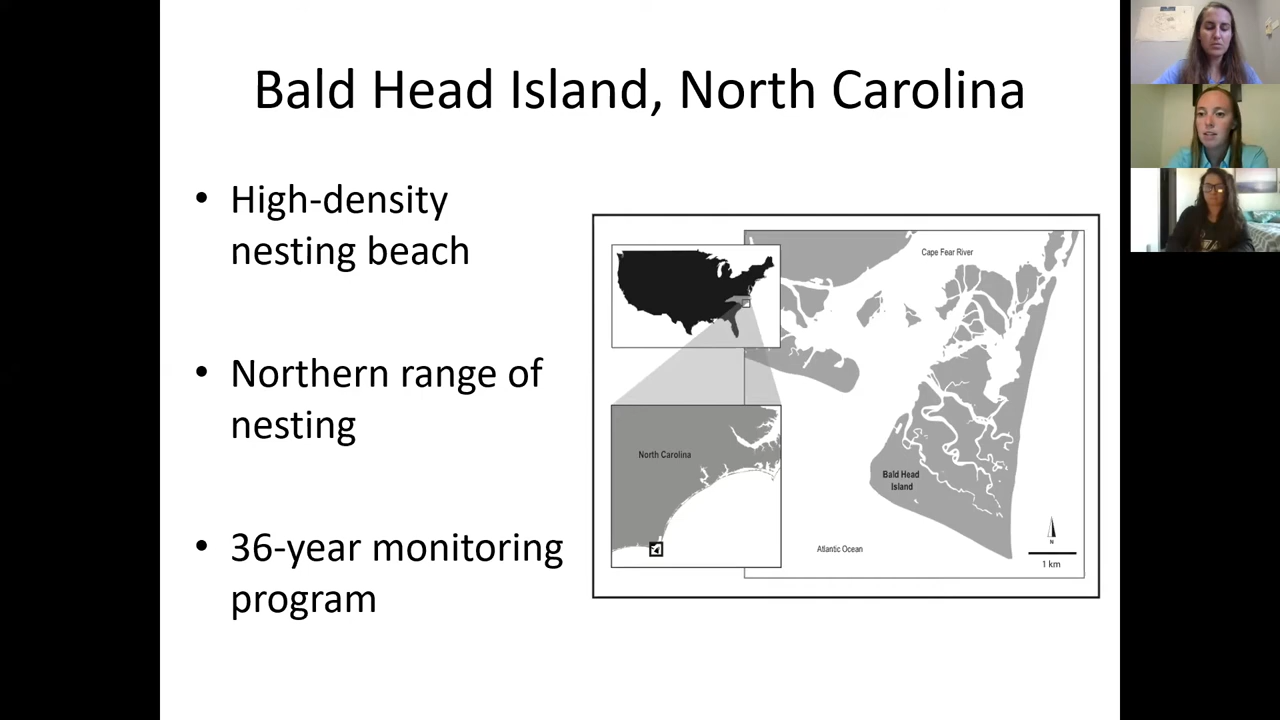 Bald Head Island, North Carolina
• High-density
nesting beach
• Northern range of
nesting
• 36-year monitoring
program
Cape Fear River
North Carolina
Bald Head
Island
Atlantic Ocean
N
1 km